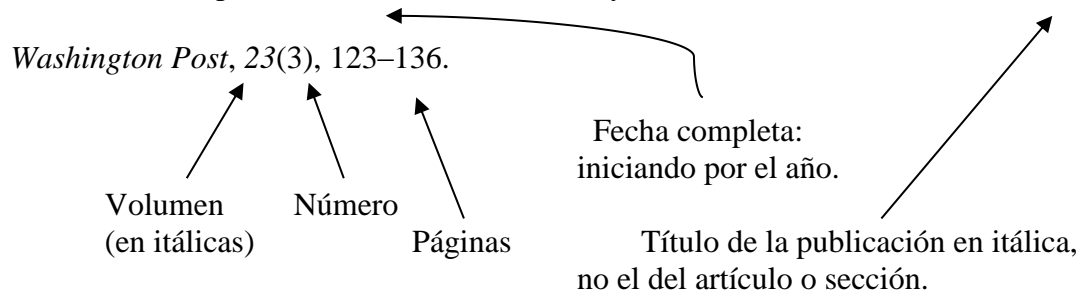 Washington Post, 23(3), 123–136.
Fecha completa:
iniciando por el año.
Volumen
(en itálicas)
Número
Páginas
Título de la publicación en itálica,
no el del artículo o sección.